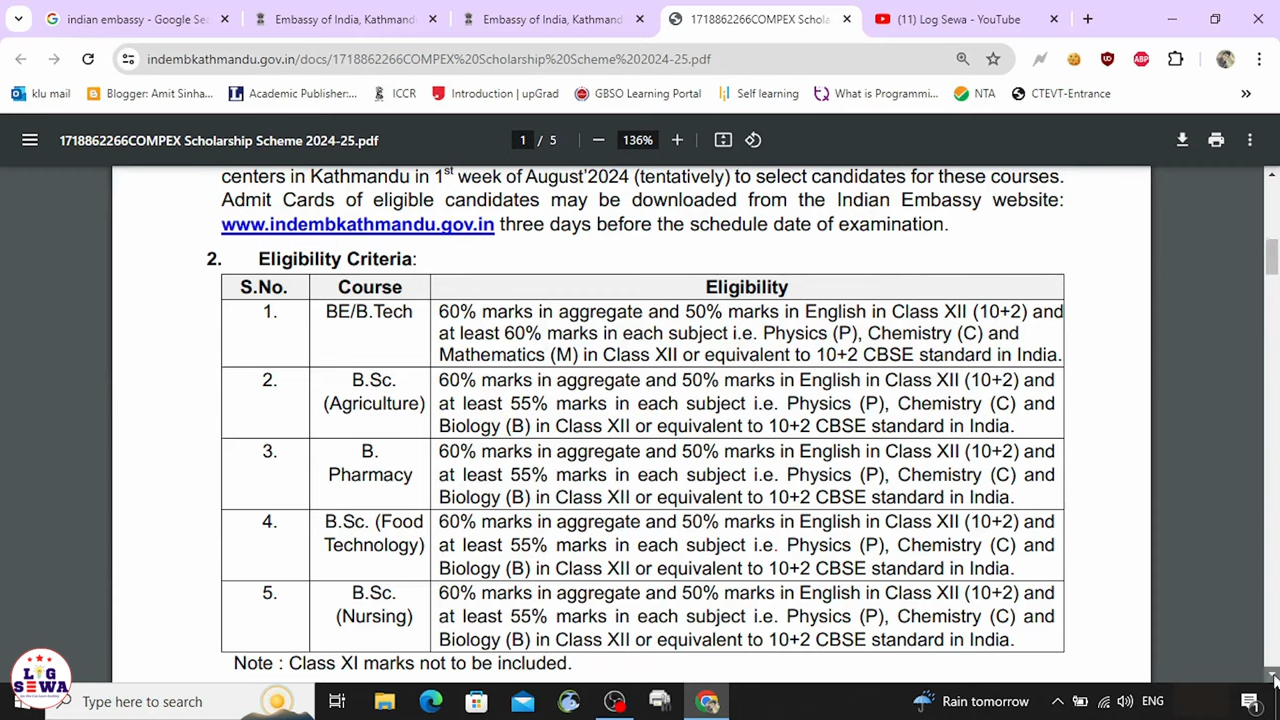 indian embassy - Google Se
Embassy of India, Kathmand
Embassy of India, Kathmand
1718862266COMPEX Schola
(11) Log Sewa - YouTube
indembkathmandu.gov.in/docs/1718862266COMPEX%20Scholarship%20Scheme%202024-25.pdf
klu mail
Blogger: Amit Sinha...
Academic Publisher:...
ICCR
Introduction | upGrad
GBSO Learning Portal
Self learning
What is Programmi...
NTA
CTEVT-Entrance
1718862266COMPEX Scholarship Scheme 2024-25.pdf
1 / 5
136%
centers in Kathmandu in 1st week of August'2024 (tentatively) to select candidates for these courses.
Admit Cards of eligible candidates may be downloaded from the Indian Embassy website:
www.indembkathmandu.gov.in three days before the schedule date of examination.
2. Eligibility Criteria:
S.No. Course Eligibility
1. BE/B.Tech 60% marks in aggregate and 50% marks in English in Class XII (10+2) and
at least 60% marks in each subject i.e. Physics (P), Chemistry (C) and
Mathematics (M) in Class XII or equivalent to 10+2 CBSE standard in India.
2. B.Sc. 60% marks in aggregate and 50% marks in English in Class XII (10+2) and
(Agriculture) at least 55% marks in each subject i.e. Physics (P), Chemistry (C) and
Biology (B) in Class XII or equivalent to 10+2 CBSE standard in India.
3. B. 60% marks in aggregate and 50% marks in English in Class XII (10+2) and
Pharmacy at least 55% marks in each subject i.e. Physics (P), Chemistry (C) and
Biology (B) in Class XII or equivalent to 10+2 CBSE standard in India.
4. B.Sc. (Food 60% marks in aggregate and 50% marks in English in Class XII (10+2) and
Technology) at least 55% marks in each subject i.e. Physics (P), Chemistry (C) and
Biology (B) in Class XII or equivalent to 10+2 CBSE standard in India.
5. B.Sc. 60% marks in aggregate and 50% marks in English in Class XII (10+2) and
(Nursing) at least 55% marks in each subject i.e. Physics (P), Chemistry (C) and
Biology (B) in Class XII or equivalent to 10+2 CBSE standard in India.
Note : Class XI marks not to be included.
LOG
SEWA
Type here to search
Rain tomorrow
ENG
1